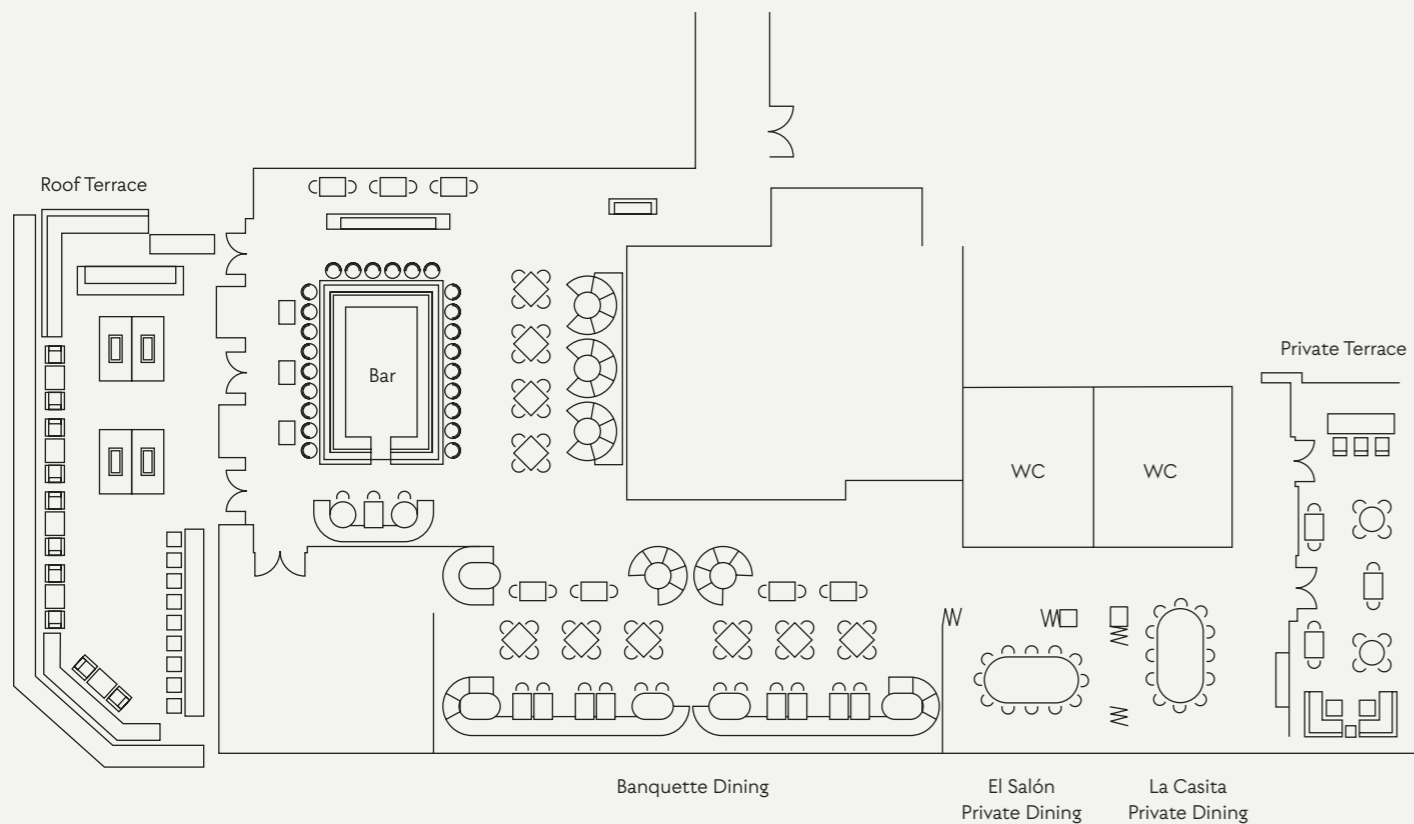 Roof Terrace
Private Terrace
Bar
WC
WC
Banquette Dining
El Salón
Private Dining
La Casita
Private Dining